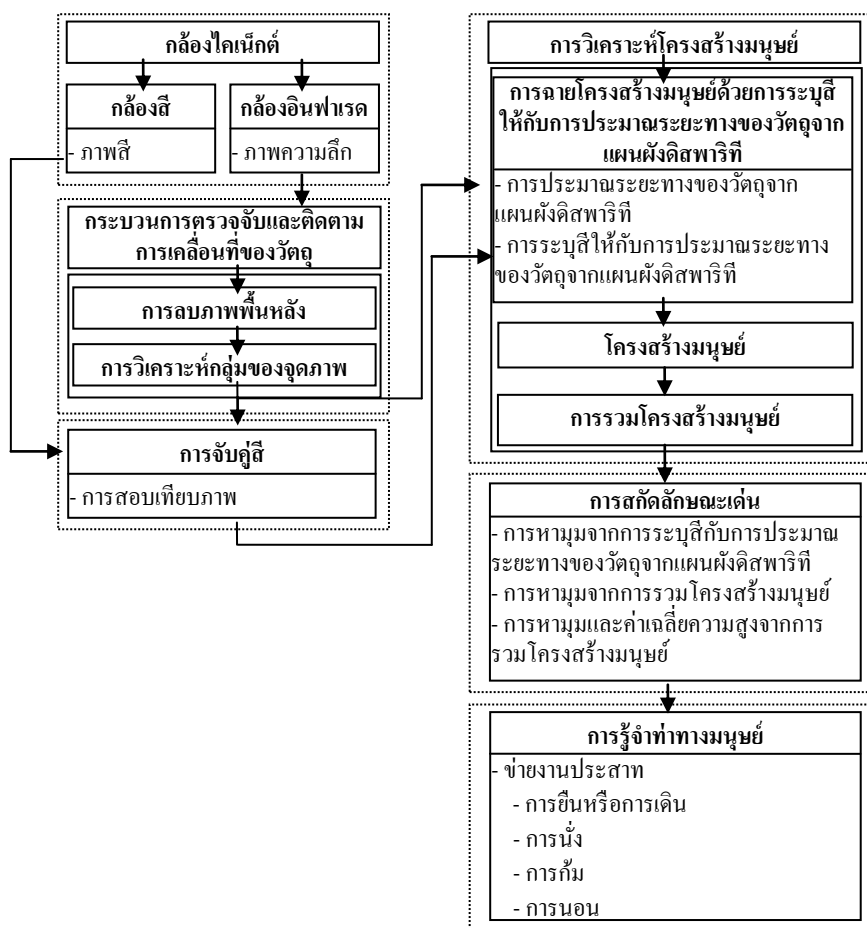 กล้องไคเน็กต์
กล้องสี
- ภาพสี
กล้องอินฟาเรด
- ภาพความลึก
กระบวนการตรวจจับและติดตาม
การเคลื่อนที่ของวัตถุ
การลบภาพพื้นหลัง
การวิเคราะห์กลุ่มของจุดภาพ
การจับคู่สี
- การสอบเทียบภาพ
การวิเคราะห์โครงสร้างมนุษย์
การฉายโครงสร้างมนุษย์ด้วยการระบุสี
ให้กับการประมาณระยะทางของวัตถุจาก
แผนผังดิสพาริที
- การประมาณระยะทางของวัตถุจาก
แผนผังดิสพาริที
- การระบุสีให้กับการประมาณระยะทาง
ของวัตถุจากแผนผังดิสพาริที
โครงสร้างมนุษย์
การรวมโครงสร้างมนุษย์
การสกัดลักษณะเด่น
- การหามุมจากการระบุสีกับการประมาณ
ระยะทางของวัตถุจากแผนผังดิสพาริที
- การหามุมจากการรวมโครงสร้างมนุษย์
- การหามุมและค่าเฉลี่ยความสูงจากการ
รวมโครงสร้างมนุษย์
การรู้จำท่าทางมนุษย์
- ข่ายงานประสาท
- การยืนหรือการเดิน
- การนั่ง
- การก้ม
- การนอน